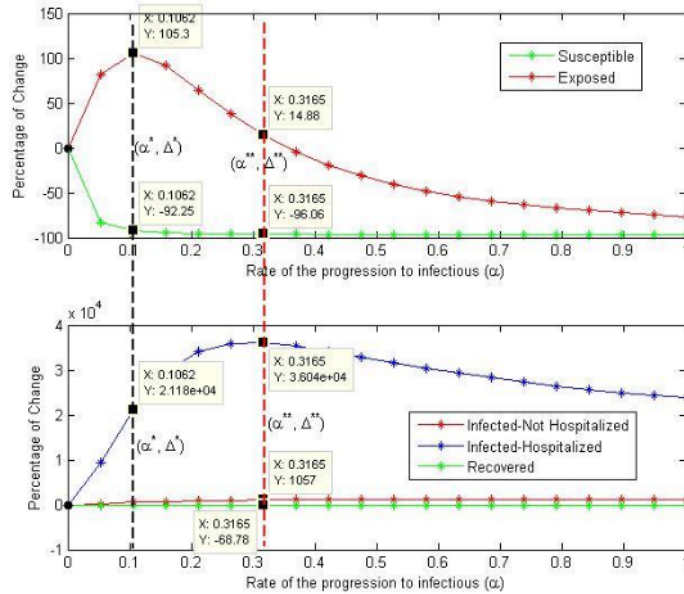 150
100
50
0
-50
-100
Percentage of Change
X: 0.1062
Y: 105.3
X: 0.3165
Y: 14.88
(α*, Δ*)
(α**, Δ**)
X: 0.1062
Y: -92.25
X: 0.3165
Y: -96.06
Susceptible
Exposed
0 0.1 0.2 0.3 0.4 0.5 0.6 0.7 0.8 0.9
Rate of the progression to infectious (α)
x 10⁴
4
3
2
1
0
-1
Percentage of Change
X: 0.1062
Y: 2.118e+04
X: 0.3165
Y: 3.604e+04
(α*, Δ*)
(α**, Δ**)
X: 0.3165
Y: 1057
X: 0.3165
Y: -68.78
Infected-Not Hospitalized
Infected-Hospitalized
Recovered
0 0.1 0.2 0.3 0.4 0.5 0.6 0.7 0.8 0.9
Rate of the progression to infectious (α)